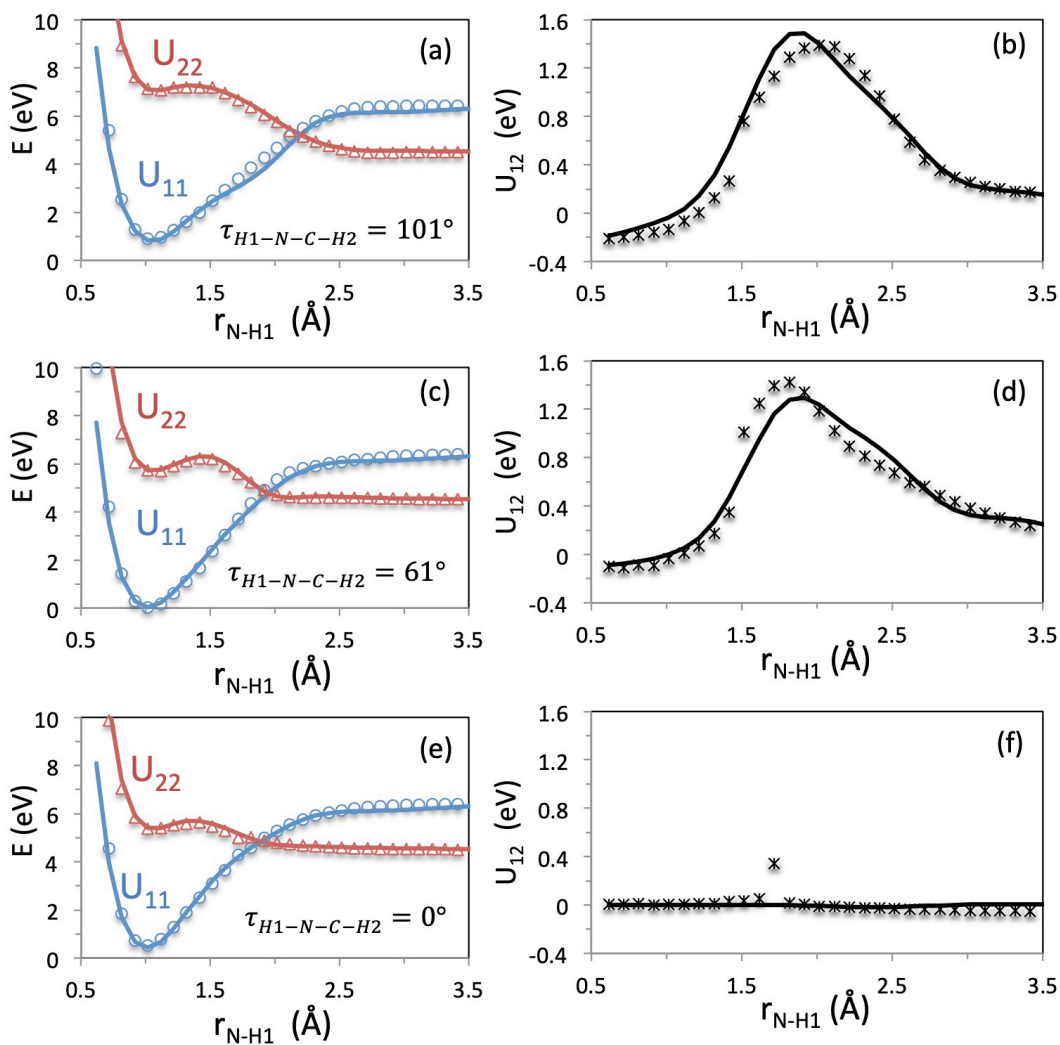 10
8
6
4
2
0
E (eV)
U22
U11
(a)
τH1−N−C−H2 = 101°
0.5 1.5 2.5 3.5
rN-H1 (Å)
1.6
1.2
0.8
0.4
0
-0.4
U12 (eV)
(b)
0.5 1.5 2.5 3.5
rN-H1 (Å)
10
8
6
4
2
0
E (eV)
U22
U11
(c)
τH1−N−C−H2 = 61°
0.5 1.5 2.5 3.5
rN-H1 (Å)
1.6
1.2
0.8
0.4
0
-0.4
U12 (eV)
(d)
0.5 1.5 2.5 3.5
rN-H1 (Å)
10
8
6
4
2
0
E (eV)
U22
U11
(e)
τH1−N−C−H2 = 0°
0.5 1.5 2.5 3.5
rN-H1 (Å)
1.6
1.2
0.8
0.4
0
-0.4
U12 (eV)
(f)
0.5 1.5 2.5 3.5
rN-H1 (Å)